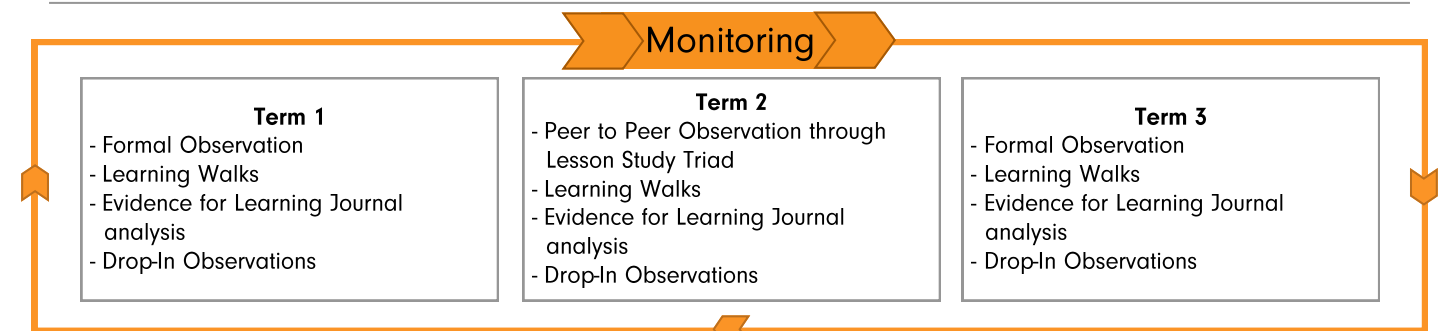 Monitoring
Term 1
- Formal Observation
- Learning Walks
- Evidence for Learning Journal
analysis
- Drop-In Observations
Term 2
- Peer to Peer Observation through
Lesson Study Triad
- Learning Walks
- Evidence for Learning Journal
analysis
- Drop-In Observations
Term 3
- Formal Observation
- Learning Walks
- Evidence for Learning Journal
analysis
- Drop-In Observations